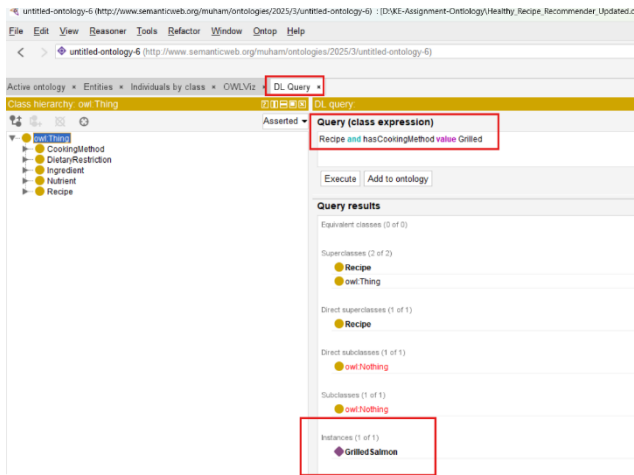 untitled-ontology-6 (http://www.semanticweb.org/muham/ontologies/2025/3/untitled-ontology-6) : [D:\KE-Assignment-Ontology\Healthy_Recipe_Recommender_Updated.o
File Edit View Reasoner Tools Refactor Window Ontop Help
untitled-ontology-6 (http://www.semanticweb.org/muham/ontologies/2025/3/untitled-ontology-6)
Active ontology × Entities × Individuals by class × OWLViz × DL Query ×
Class hierarchy: owl:Thing
DL query:
Asserted
owl:Thing
CookingMethod
DietaryRestriction
Ingredient
Nutrient
Recipe
Query (class expression)
Recipe and hasCookingMethod value Grilled
Execute Add to ontology
Query results
Equivalent classes (0 of 0)
Superclasses (2 of 2)
Recipe
owl:Thing
Direct superclasses (1 of 1)
Recipe
Direct subclasses (1 of 1)
owl:Nothing
Subclasses (1 of 1)
owl:Nothing
Instances (1 of 1)
GrilledSalmon